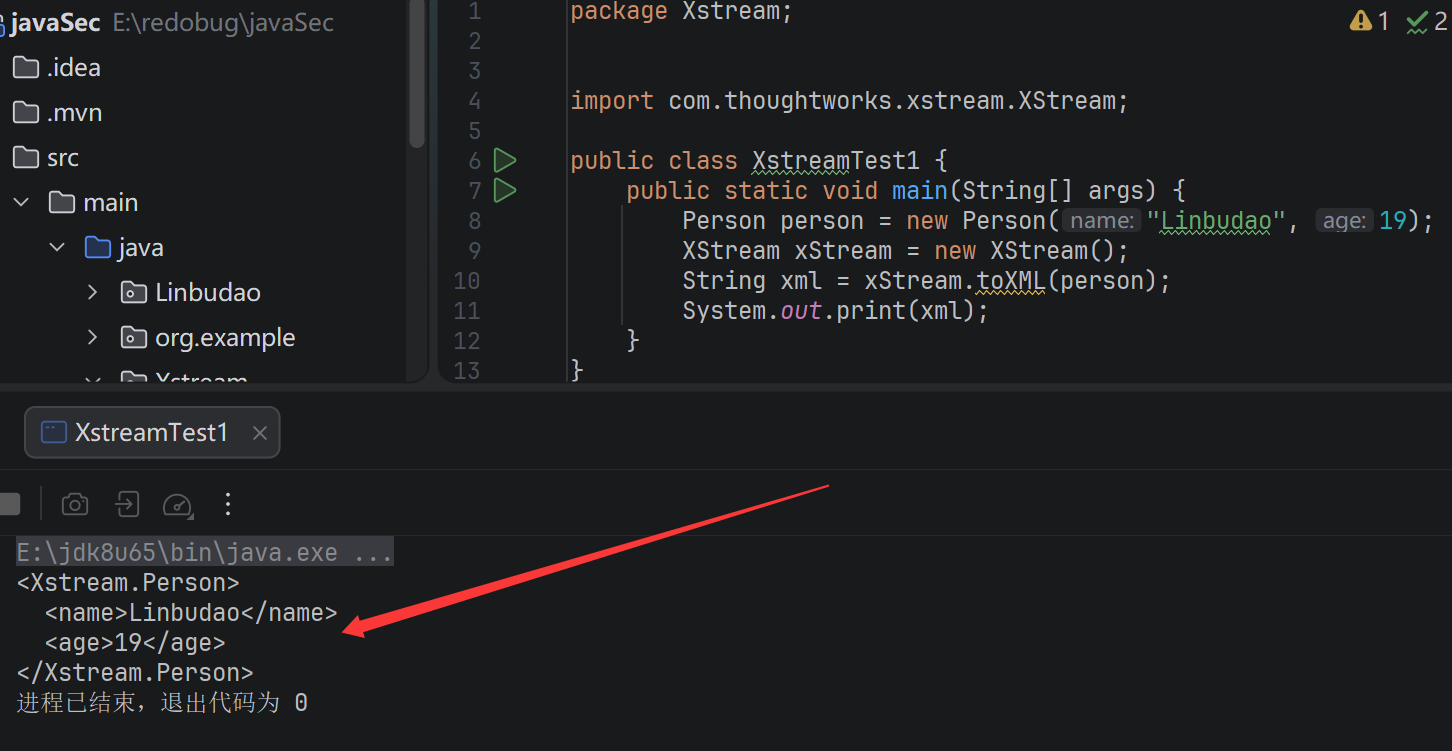 javaSec E:\redobug\javaSec
.idea
.mvn
src
main
java
Linbudao
org.example
Xstream
1 package Xstream;
2
3
4 import com.thoughtworks.xstream.XStream;
5
6 public class XstreamTest1 {
7 public static void main(String[] args) {
8 Person person = new Person( name: "Linbudao", age: 19);
9 XStream xStream = new XStream();
10 String xml = xStream.toXML(person);
11 System.out.print(xml);
12 }
13 }
1 2
XstreamTest1
E:\jdk8u65\bin\java.exe ...
<Xstream.Person>
<name>Linbudao</name>
<age>19</age>
</Xstream.Person>
进程已结束，退出代码为 0